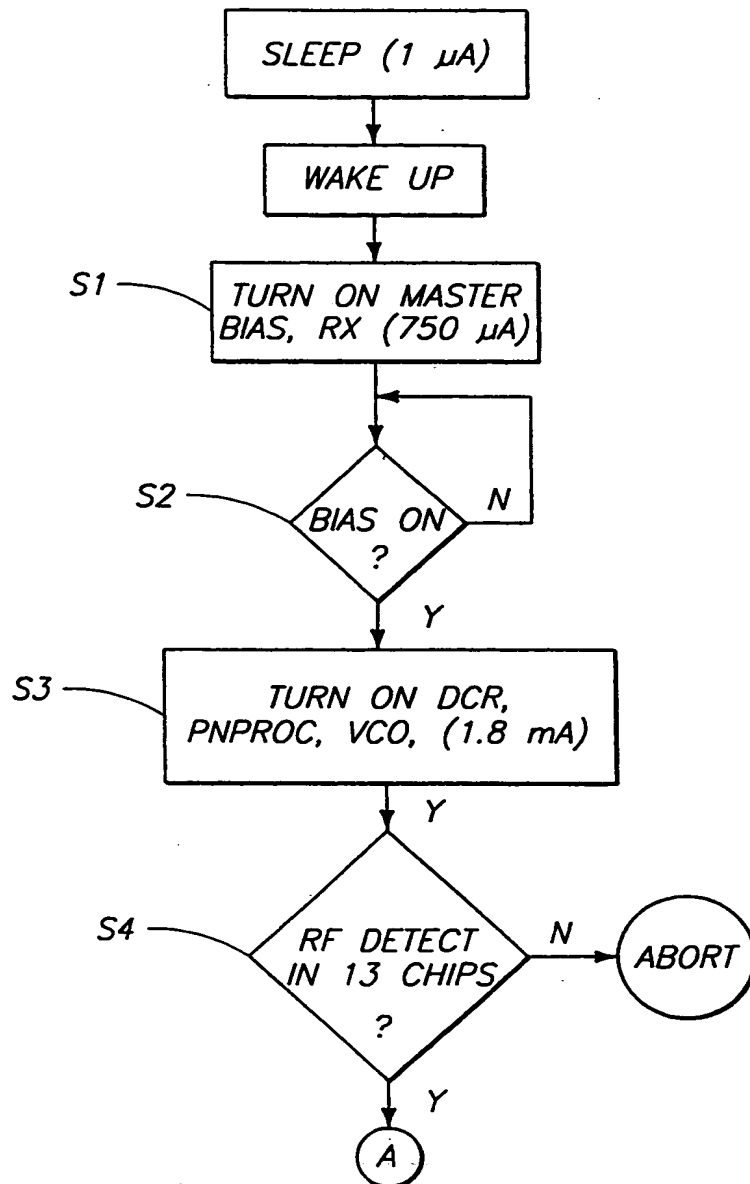 SLEEP (1 μA)
WAKE UP
S1
TURN ON MASTER
BIAS, RX (750 μA)
S2
BIAS ON
?
N
Y
S3
TURN ON DCR,
PNPROC, VCO, (1.8 mA)
Y
S4
RF DETECT
IN 13 CHIPS
?
N
ABORT
Y
A